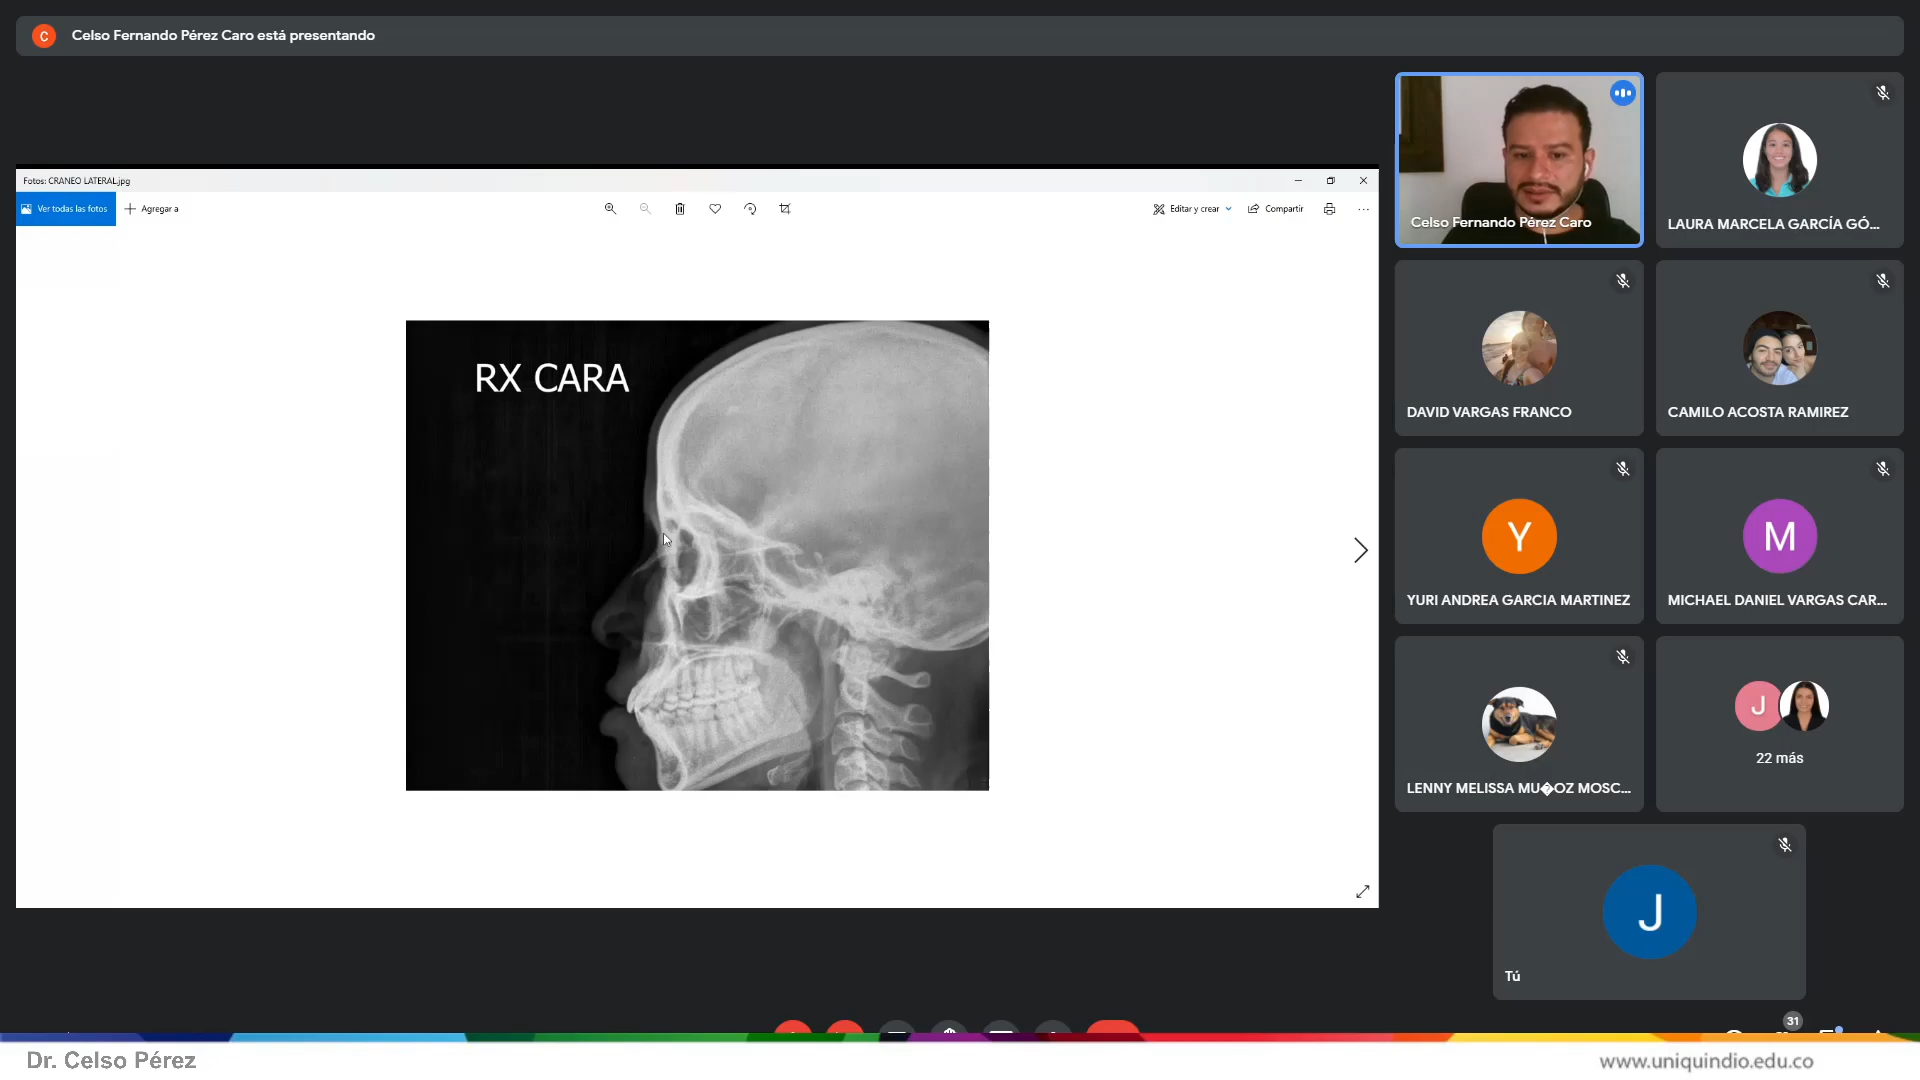 C
Celso Fernando Pérez Caro está presentando
Fotos: CRANEO LATERAL.jpg
Ver todas las fotos
Agregar a
Editar y crear
Compartir
RX CARA
Celso Fernando Pérez Caro
LAURA MARCELA GARCÍA GÓ...
DAVID VARGAS FRANCO
CAMILO ACOSTA RAMIREZ
Y
YURI ANDREA GARCIA MARTINEZ
M
MICHAEL DANIEL VARGAS CAR...
LENNY MELISSA MU�OZ MOSC...
J
22 más
J
Tú
31
Dr. Celso Pérez
www.uniquindio.edu.co